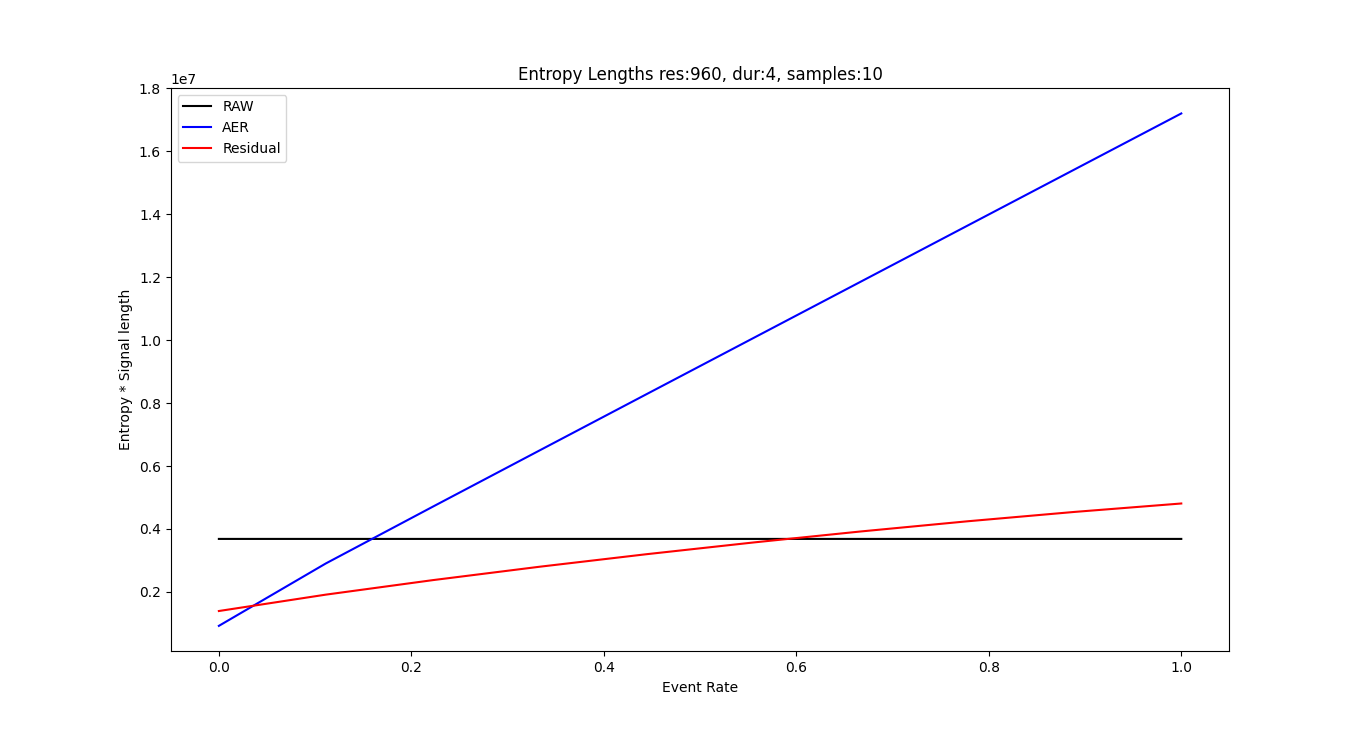 Entropy Lengths res:960, dur:4, samples:10
1e7
1.8
1.6
1.4
1.2
1.0
0.8
0.6
0.4
0.2
Entropy * Signal length
RAW
AER
Residual
0.0 0.2 0.4 0.6 0.8 1.0
Event Rate